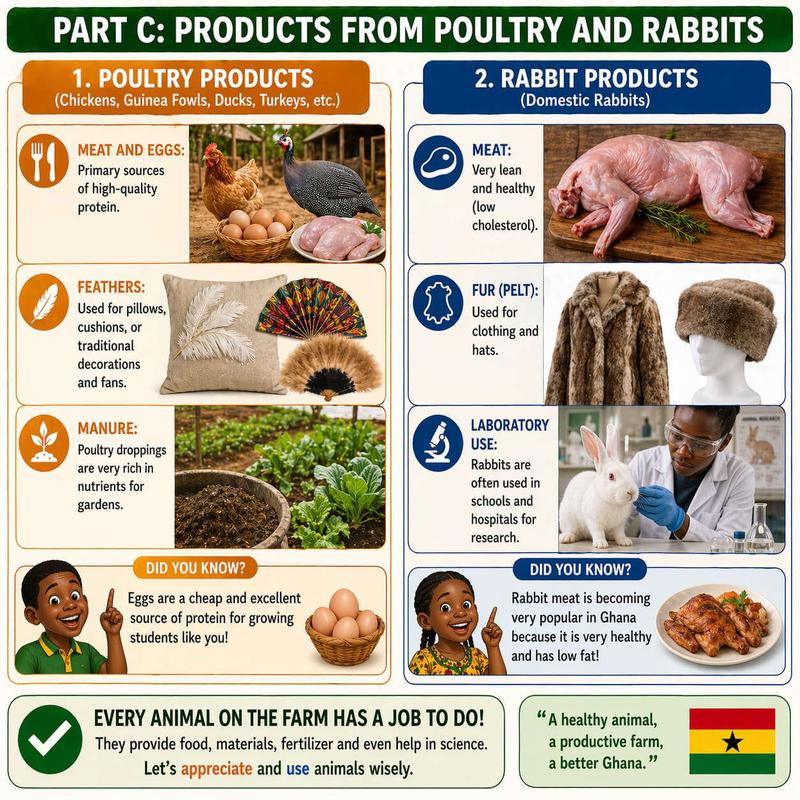 PART C: PRODUCTS FROM POULTRY AND RABBITS
1. POULTRY PRODUCTS
(Chickens, Guinea Fowls, Ducks, Turkeys, etc.)
MEAT AND EGGS:
Primary sources
of high-quality
protein.
FEATHERS:
Used for pillows,
cushions, or
traditional
decorations
and fans.
MANURE:
Poultry droppings
are very rich in
nutrients for
gardens.
DID YOU KNOW?
Eggs are a cheap and excellent
source of protein for growing
students like you!
2. RABBIT PRODUCTS
(Domestic Rabbits)
MEAT:
Very lean
and healthy
(low
cholesterol).
FUR (PELT):
Used for
clothing and
hats.
LABORATORY
USE:
Rabbits are
often used in
schools and
hospitals for
research.
ANIMAL RESEARCH
DID YOU KNOW?
Rabbit meat is becoming
very popular in Ghana
because it is very healthy
and has low fat!
EVERY ANIMAL ON THE FARM HAS A JOB TO DO!
They provide food, materials, fertilizer and even help in science.
Let's appreciate and use animals wisely.
"A healthy animal,
a productive farm,
a better Ghana."